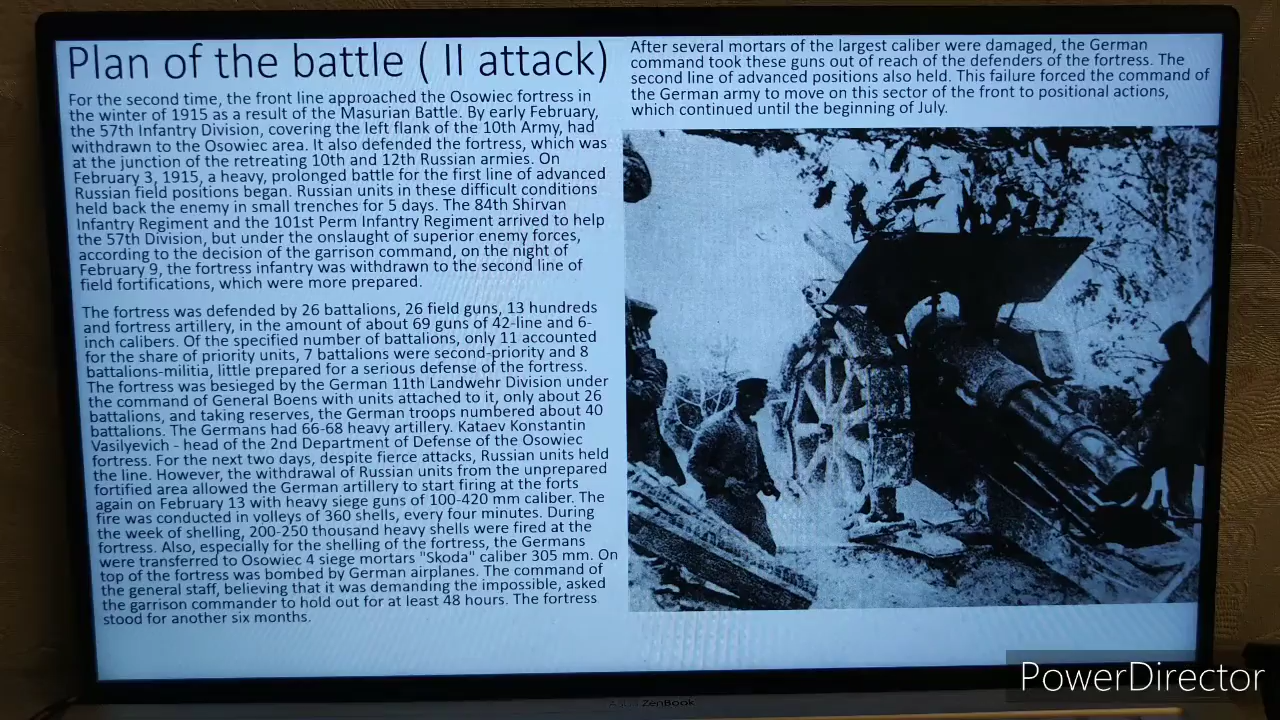 Plan of the battle ( II attack)
For the second time, the front line approached the Osowiec fortress in
the winter of 1915 as a result of the Masurian Battle. By early February,
the 57th Infantry Division, covering the left flank of the 10th Army, had
withdrawn to the Osowiec area. It also defended the fortress, which was
at the junction of the retreating 10th and 12th Russian armies. On
February 3, 1915, a heavy, prolonged battle for the first line of advanced
Russian field positions began. Russian units in these difficult conditions
held back the enemy in small trenches for 5 days. The 84th Shirvan
Infantry Regiment and the 101st Perm Infantry Regiment arrived to help
the 57th Division, but under the onslaught of superior enemy forces,
according to the decision of the garrison command, on the night of
February 9, the fortress infantry was withdrawn to the second line of
field fortifications, which were more prepared.
The fortress was defended by 26 battalions, 26 field guns, 13 hundreds
and fortress artillery, in the amount of about 69 guns of 42-line and 6-
inch calibers. Of the specified number of battalions, only 11 accounted
for the share of priority units, 7 battalions were second-priority and 8
battalions-militia, little prepared for a serious defense of the fortress.
The fortress was besieged by the German 11th Landwehr Division under
the command of General Boens with units attached to it, only about 26
battalions, and taking reserves, the German troops numbered about 40
battalions. The Germans had 66-68 heavy artillery. Kataev Konstantin
Vasilyevich - head of the 2nd Department of Defense of the Osowiec
fortress. For the next two days, despite fierce attacks, Russian units held
the line. However, the withdrawal of Russian units from the unprepared
fortified area allowed the German artillery to start firing at the forts
again on February 13 with heavy siege guns of 100-420 mm caliber. The
fire was conducted in volleys of 360 shells, every four minutes. During
the week of shelling, 200-250 thousand heavy shells were fired at the
fortress. Also, especially for the shelling of the fortress, the Germans
were transferred to Osowiec 4 siege mortars "Skoda" caliber 305 mm. On
top of the fortress was bombed by German airplanes. The command of
the general staff, believing that it was demanding the impossible, asked
the garrison commander to hold out for at least 48 hours. The fortress
stood for another six months.
After several mortars of the largest caliber were damaged, the German
command took these guns out of reach of the defenders of the fortress. The
second line of advanced positions also held. This failure forced the command of
the German army to move on this sector of the front to positional actions,
which continued until the beginning of July.
ASUS ZenBook
PowerDirector